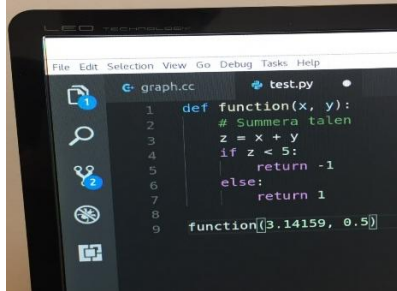 LEO TECHNOLOGY
File Edit Selection View Go Debug Tasks Help
graph.cc test.py
1 def function(x, y):
2 # Summera talen
3 z = x + y
4 if z < 5:
5 return -1
6 else:
7 return 1
8
9 function(3.14159, 0.5)
1
2